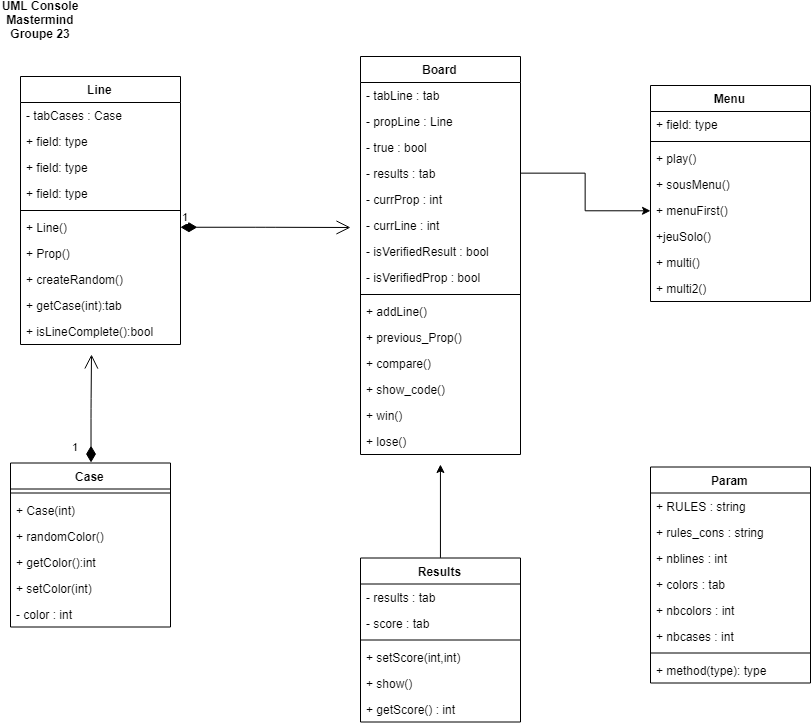 UML Console
Mastermind
Groupe 23
Line
- tabCases : Case
+ field: type
+ field: type
+ field: type
+ Line()
+ Prop()
+ createRandom()
+ getCase(int):tab
+ isLineComplete():bool
1
1
Case
+ Case(int)
+ randomColor()
+ getColor():int
+ setColor(int)
- color : int
Board
- tabLine : tab
- propLine : Line
- true : bool
- results : tab
- currProp : int
- currLine : int
- isVerifiedResult : bool
- isVerifiedProp : bool
+ addLine()
+ previous_Prop()
+ compare()
+ show_code()
+ win()
+ lose()
Results
- results : tab
- score : tab
+ setScore(int,int)
+ show()
+ getScore() : int
Menu
+ field: type
+ play()
+ sousMenu()
+ menuFirst()
+jeuSolo()
+ multi()
+ multi2()
Param
+ RULES : string
+ rules_cons : string
+ nblines : int
+ colors : tab
+ nbcolors : int
+ nbcases : int
+ method(type): type